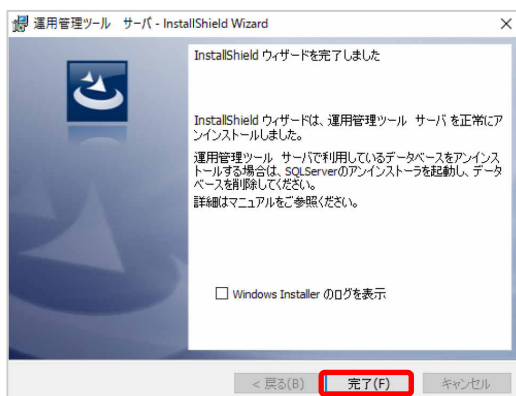 運用管理ツール　サーバ - InstallShield Wizard
InstallShield ウィザードを完了しました
InstallShield ウィザードは、運用管理ツール　サーバ を正常にア
ンインストールしました。
運用管理ツール　サーバで利用しているデータベースをアンインス
トールする場合は、SQLServerのアンインストーラを起動し、データ
ベースを削除してください。
詳細はマニュアルをご参照ください。
Windows Installer のログを表示
< 戻る(B)
完了(F)
キャンセル